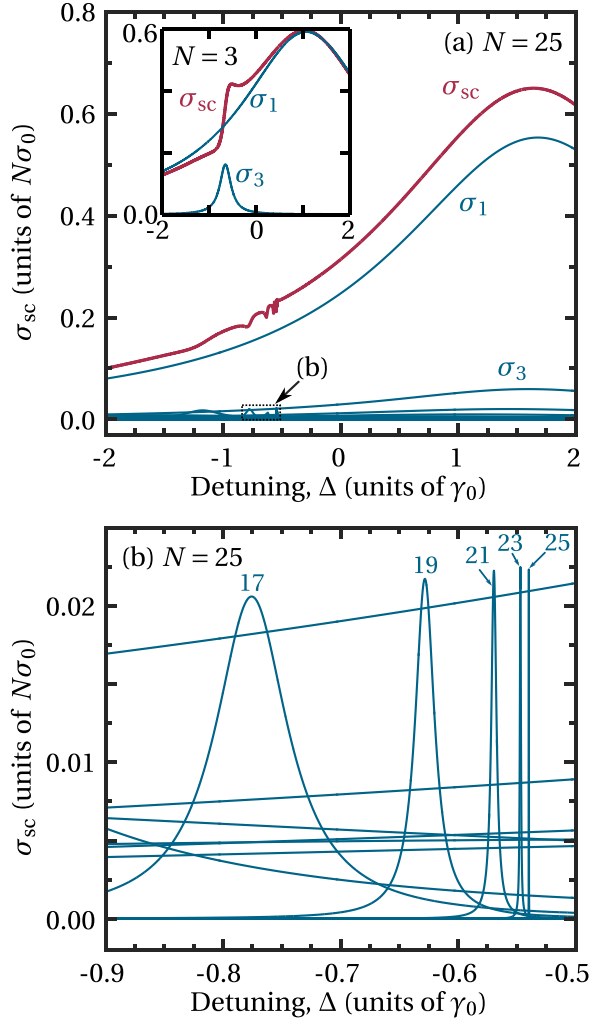 (a) N = 25
0.8
0.6
0.4
0.2
0.0
σsc (units of Nσ0)
0.6
0.0
N = 3
σsc
σ1
σ3
-2
0
2
σsc
σ1
σ3
(b)
-2
-1
0
1
2
Detuning, Δ (units of γ0)
(b) N = 25
17
19
21
23
25
0.02
0.01
0.00
σsc (units of Nσ0)
-0.9
-0.8
-0.7
-0.6
-0.5
Detuning, Δ (units of γ0)